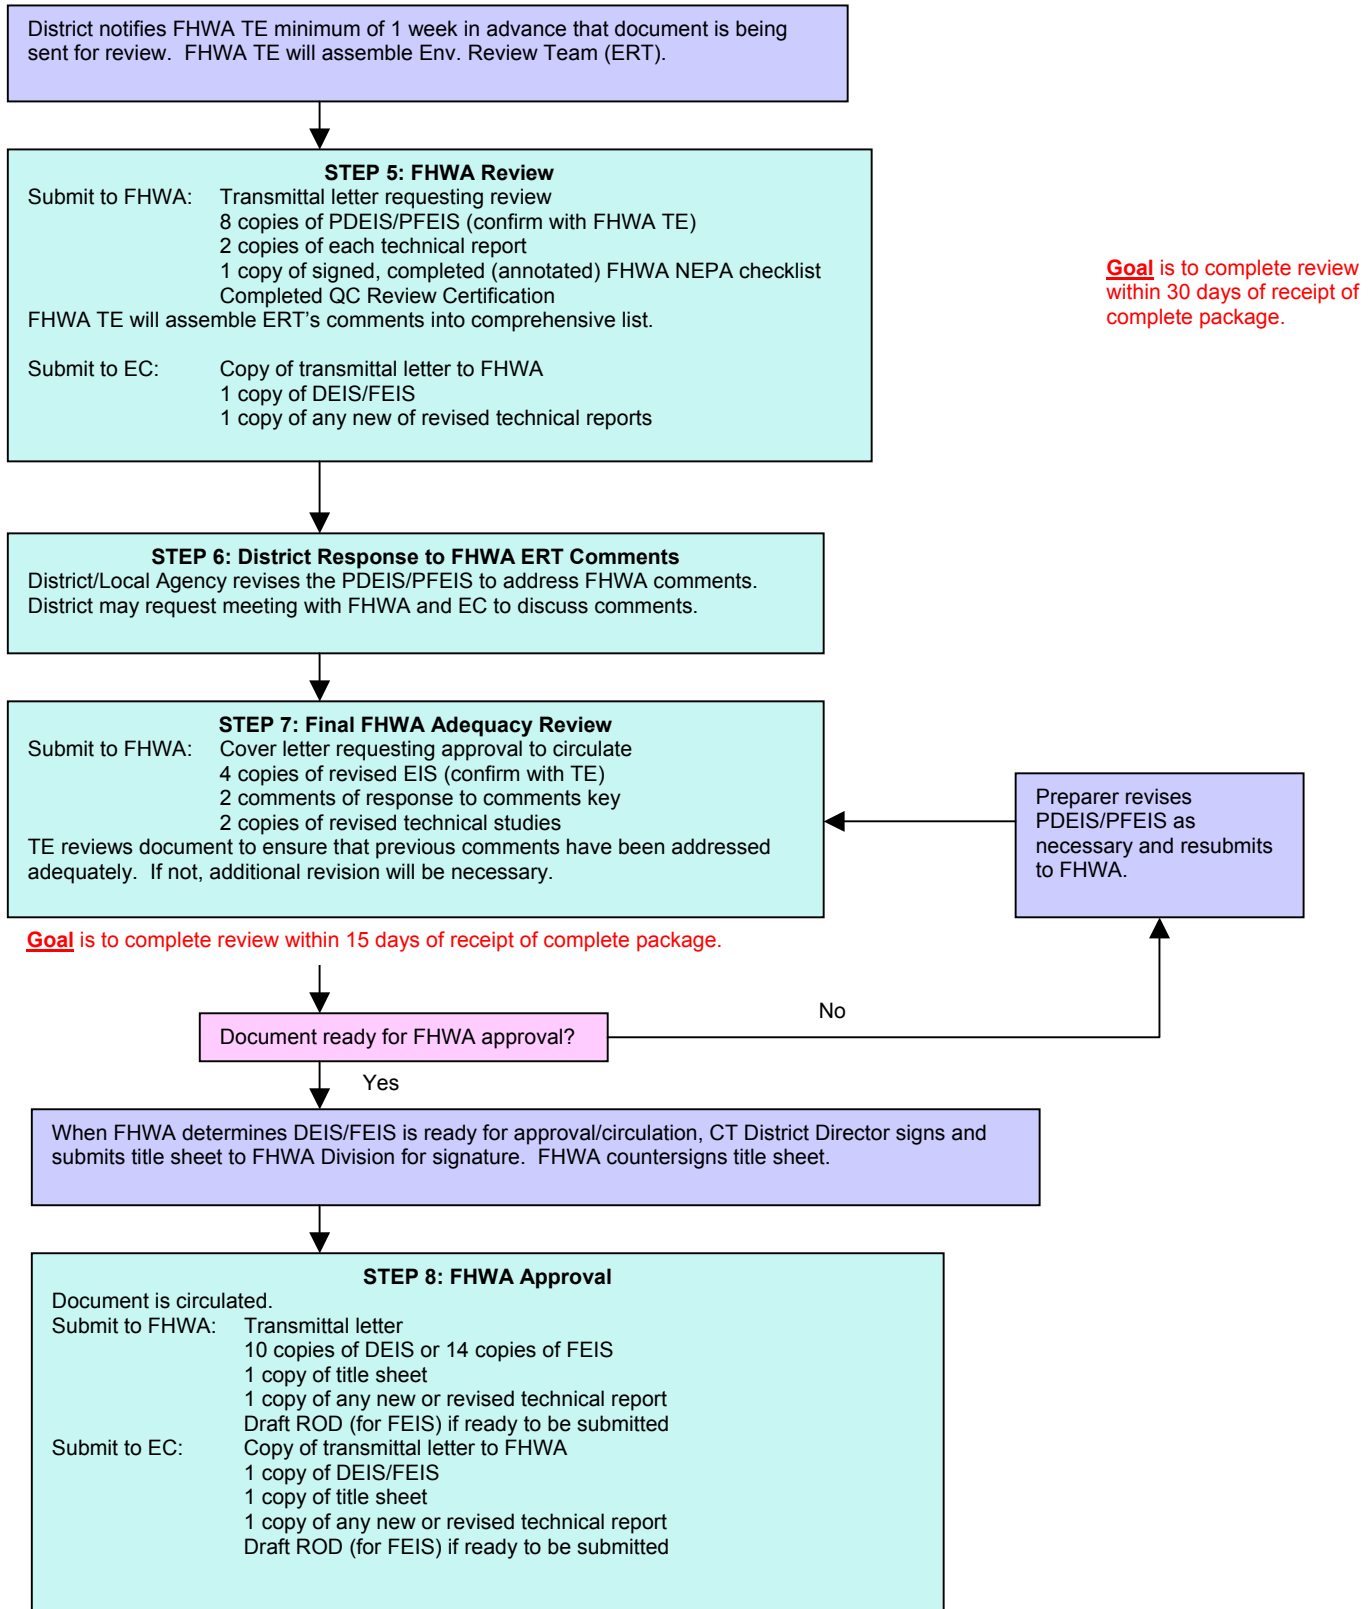 District notifies FHWA TE minimum of 1 week in advance that document is being
sent for review. FHWA TE will assemble Env. Review Team (ERT).
STEP 5: FHWA Review
Submit to FHWA: Transmittal letter requesting review
8 copies of PDEIS/PFEIS (confirm with FHWA TE)
2 copies of each technical report
1 copy of signed, completed (annotated) FHWA NEPA checklist
Completed QC Review Certification
FHWA TE will assemble ERT’s comments into comprehensive list.
Submit to EC: Copy of transmittal letter to FHWA
1 copy of DEIS/FEIS
1 copy of any new of revised technical reports
Goal is to complete review
within 30 days of receipt of
complete package.
STEP 6: District Response to FHWA ERT Comments
District/Local Agency revises the PDEIS/PFEIS to address FHWA comments.
District may request meeting with FHWA and EC to discuss comments.
STEP 7: Final FHWA Adequacy Review
Submit to FHWA: Cover letter requesting approval to circulate
4 copies of revised EIS (confirm with TE)
2 comments of response to comments key
2 copies of revised technical studies
TE reviews document to ensure that previous comments have been addressed
adequately. If not, additional revision will be necessary.
Preparer revises
PDEIS/PFEIS as
necessary and resubmits
to FHWA.
Goal is to complete review within 15 days of receipt of complete package.
No
Document ready for FHWA approval?
Yes
When FHWA determines DEIS/FEIS is ready for approval/circulation, CT District Director signs and
submits title sheet to FHWA Division for signature. FHWA countersigns title sheet.
STEP 8: FHWA Approval
Document is circulated.
Submit to FHWA: Transmittal letter
10 copies of DEIS or 14 copies of FEIS
1 copy of title sheet
1 copy of any new or revised technical report
Draft ROD (for FEIS) if ready to be submitted
Submit to EC: Copy of transmittal letter to FHWA
1 copy of DEIS/FEIS
1 copy of title sheet
1 copy of any new or revised technical report
Draft ROD (for FEIS) if ready to be submitted